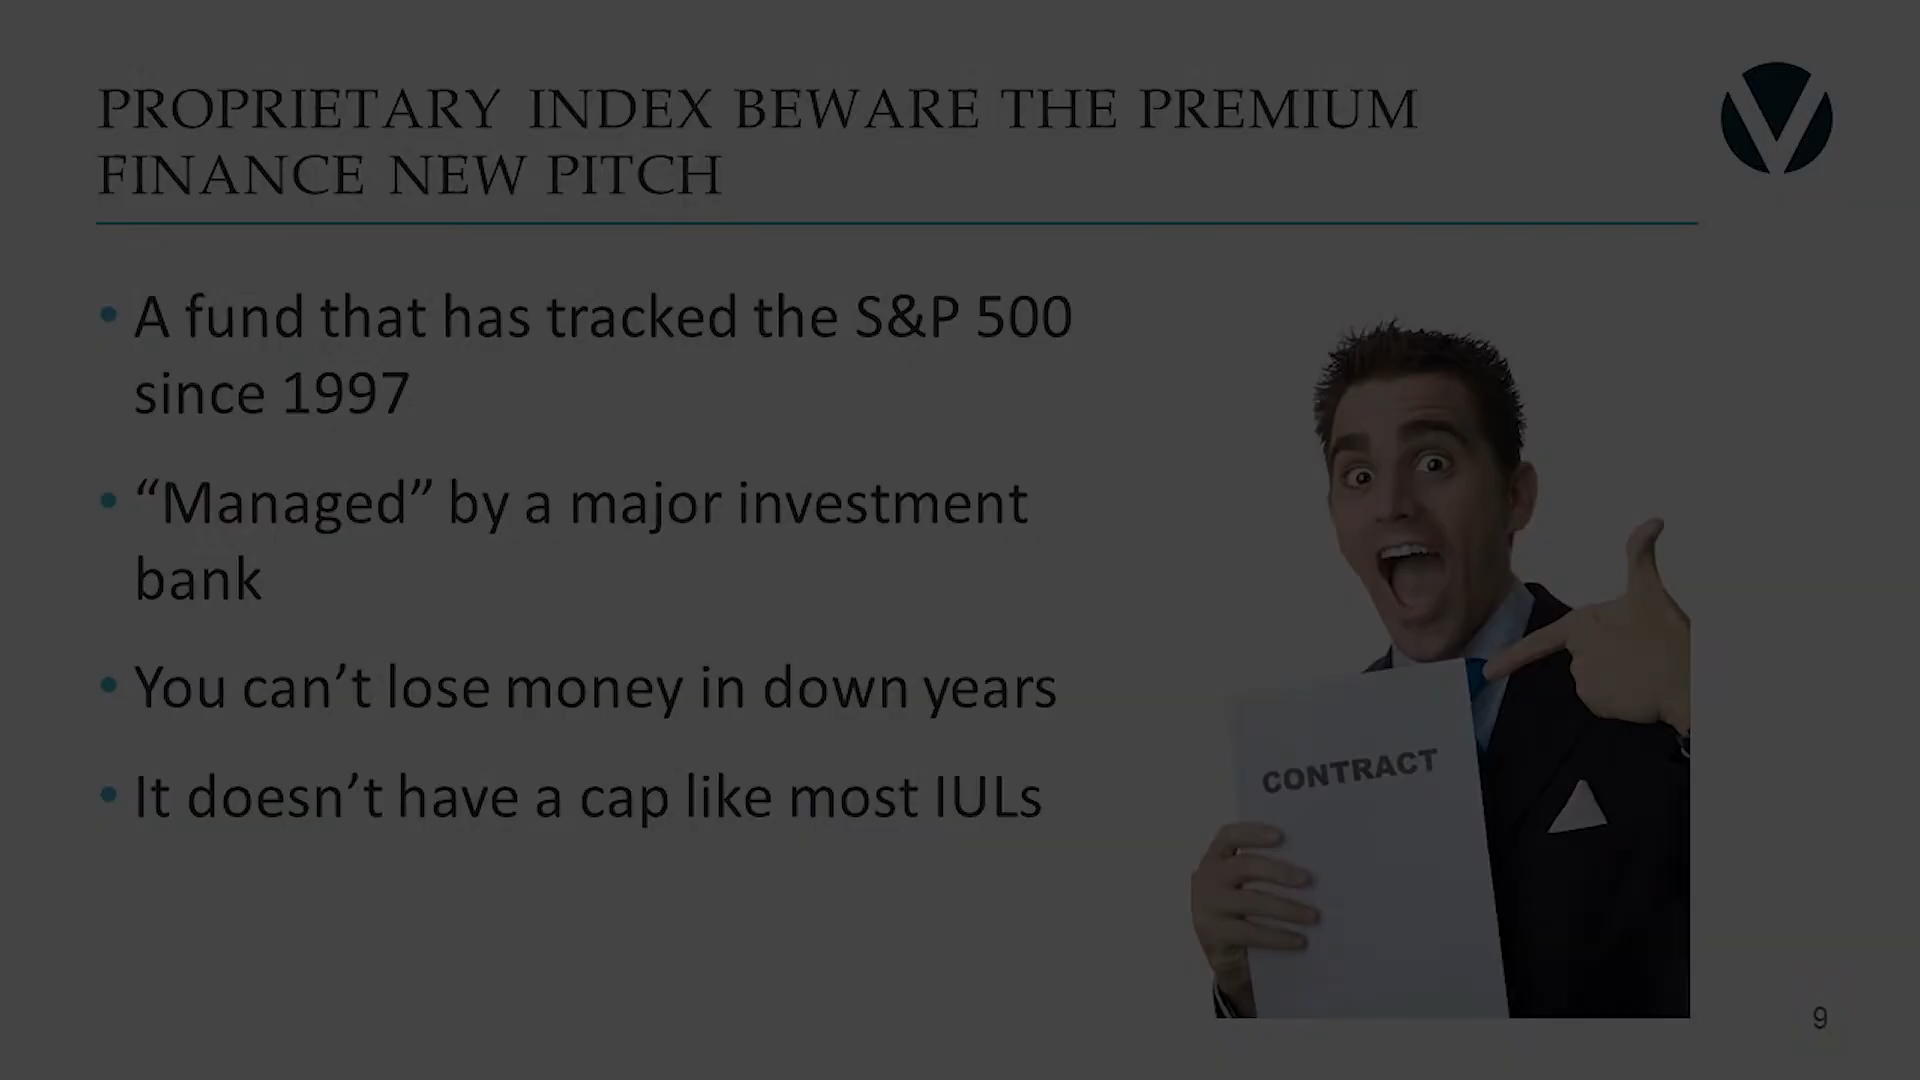 PROPRIETARY INDEX BEWARE THE PREMIUM
FINANCE NEW PITCH
• A fund that has tracked the S&P 500
since 1997
• “Managed” by a major investment
bank
• You can’t lose money in down years
• It doesn’t have a cap like most IULs
CONTRACT
9